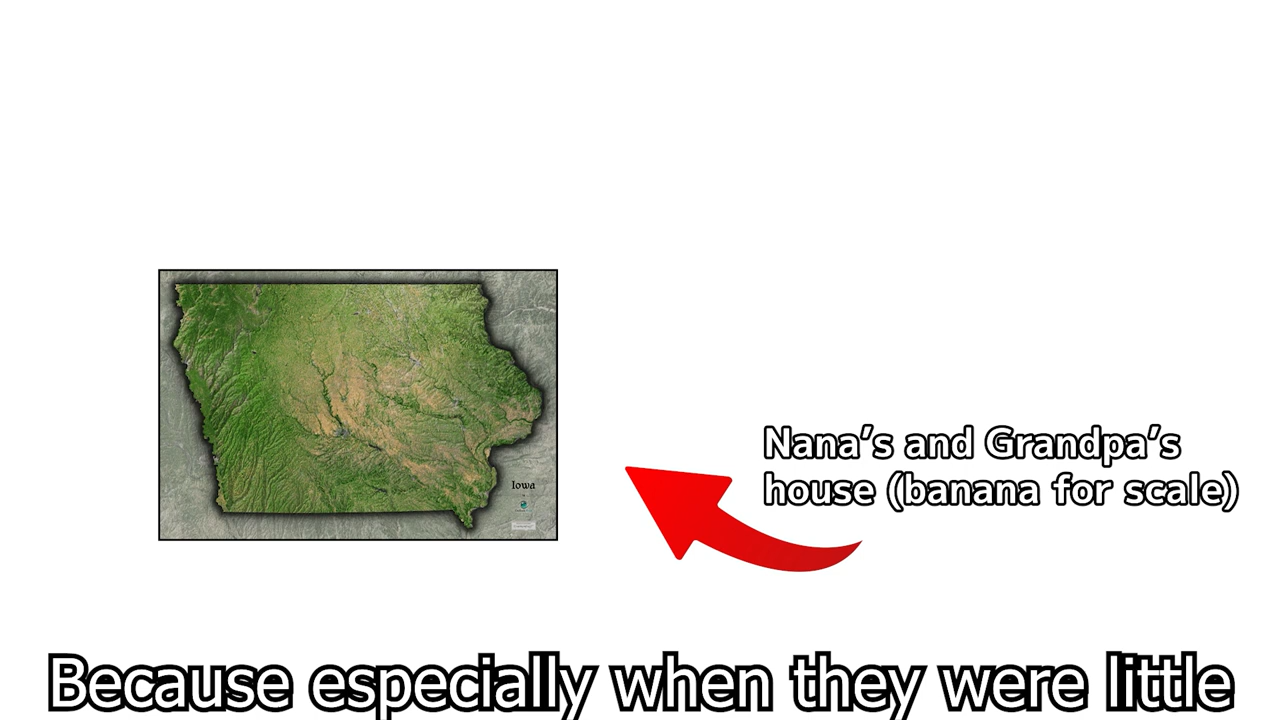 Iowa
Nana's and Grandpa's
house (banana for scale)
Because especially when they were little